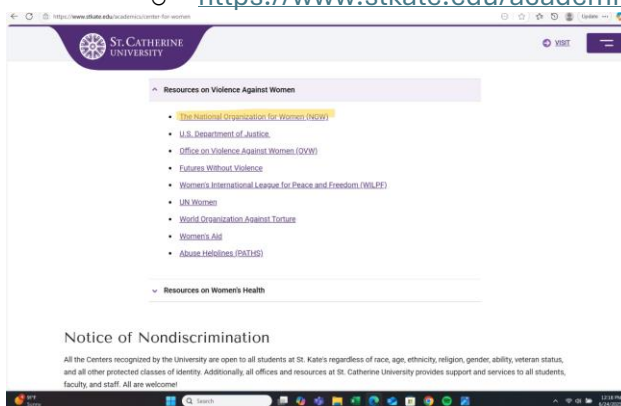 https://www.stkate.edu/academi
https://www.stkate.edu/academics/center-for-women
Update
ST. CATHERINE
UNIVERSITY
VISIT
Resources on Violence Against Women
The National Organization for Women (NOW)
U.S. Department of Justice
Office on Violence Against Women (OVW)
Futures Without Violence
Women's International League for Peace and Freedom (WILPF)
UN Women
World Organization Against Torture
Women's Aid
Abuse Helplines (PATHS)
Resources on Women's Health
Notice of Nondiscrimination
All the Centers recognized by the University are open to all students at St. Kate's regardless of race, age, ethnicity, religion, gender, ability, veteran status,
and all other protected classes of identity. Additionally, all offices and resources at St. Catherine University provides support and services to all students,
faculty, and staff. All are welcome!
Sunny
Search
12:18 PM